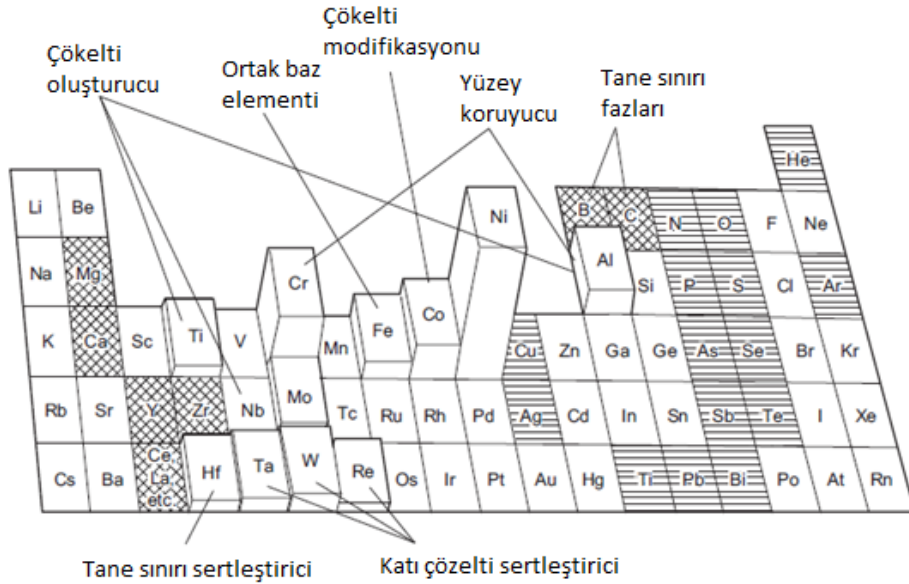 Çökelti
modifikasyonu
Çökelti
oluşturucu
Ortak baz
elementi
Yüzey
koruyucu
Tane sınırı
fazları
He
Li Be Ni B C N O F Ne
Na Mg Cr Al Si P S Cl Ar
K Ca Sc Ti V Mn Fe Co Cu Zn Ga Ge As Se Br Kr
Rb Sr Y Zr Nb Mo Tc Ru Rh Pd Ag Cd In Sn Sb Te I Xe
Cs Ba Ce La etc Hf Ta W Re Os Ir Pt Au Hg Ti Pb Bi Po At Rn
Tane sınırı sertleştirici
Katı çözelti sertleştirici